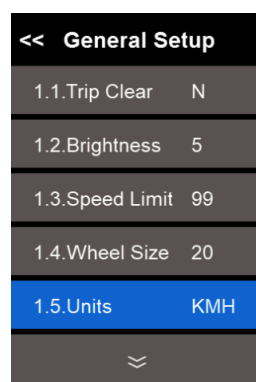 << General Setup
1.1.Trip Clear N
1.2.Brightness 5
1.3.Speed Limit 99
1.4.Wheel Size 20
1.5.Units KMH